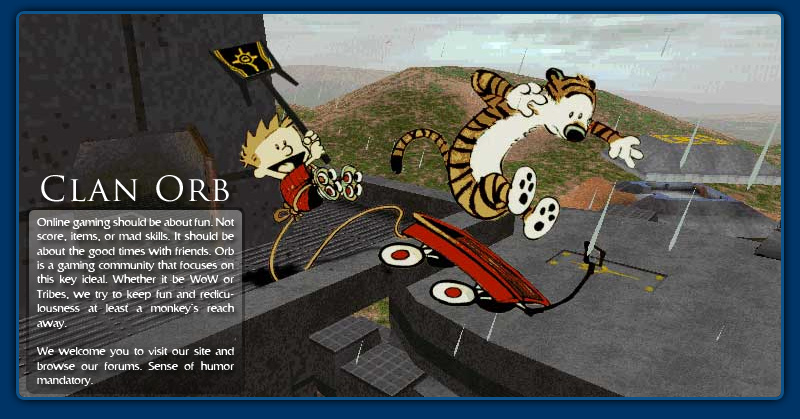 CLAN ORB
Online gaming should be about fun. Not
score, items, or mad skills. It should be
about the good times with friends. Orb
is a gaming community that focuses on
this key ideal. Whether it be WoW or
Tribes, we try to keep fun and redicu-
lousness at least a monkey's reach
away.
We welcome you to visit our site and
browse our forums. Sense of humor
mandatory.